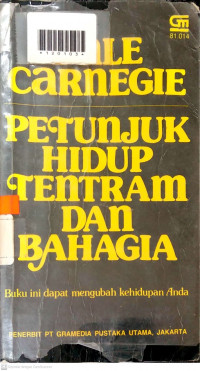 GM
81 014
ALE
CARNEGIE
PETUNJUK
HIDUP
TENTRAM
DAN
BAHAGIA
Buku ini dapat mengubah kehidupan Anda
PENERBIT PT GRAMEDIA PUSTAKA UTAMA, JAKARTA